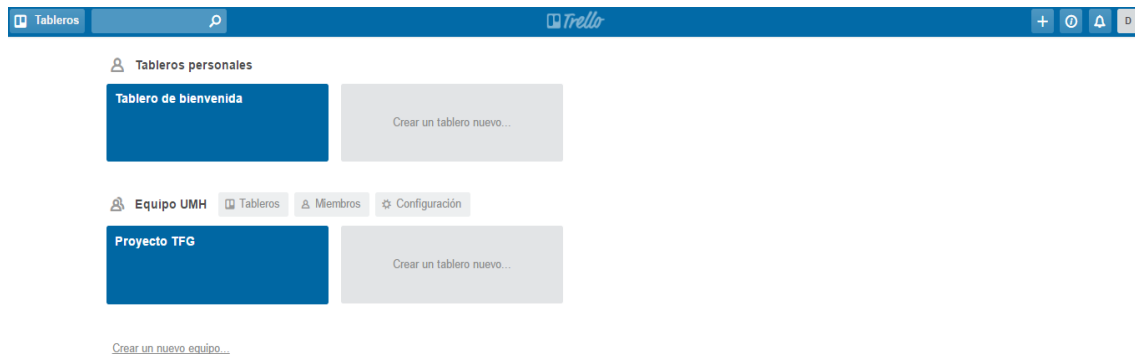 Tableros
Trello
D
Tableros personales
Tablero de bienvenida
Crear un tablero nuevo...
Equipo UMH Tableros Miembros Configuración
Proyecto TFG
Crear un tablero nuevo...
Crear un nuevo equipo...